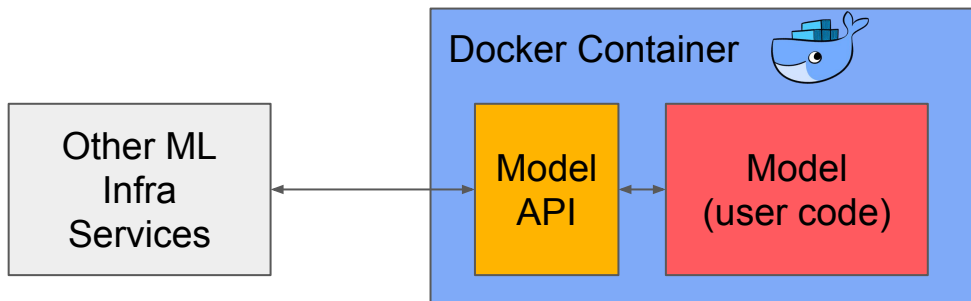 Docker Container
Other ML
Infra
Services
Model
API
Model
(user code)